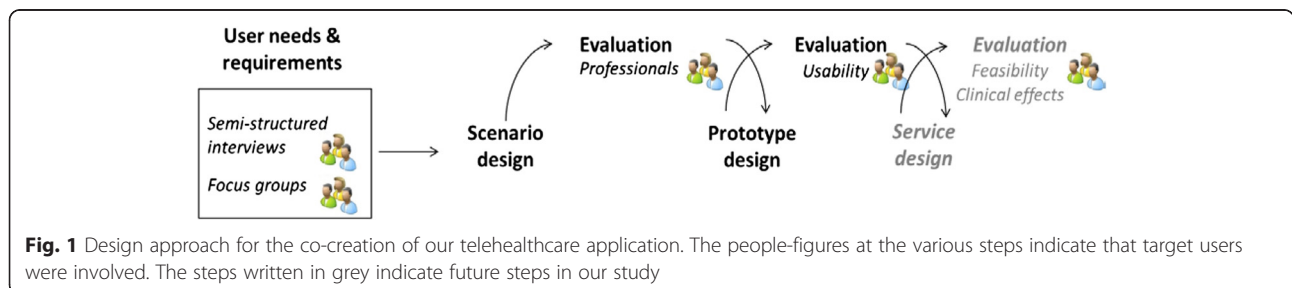 User needs &
requirements
Semi-structured
interviews
Focus groups
Scenario
design
Evaluation
Professionals
Prototype
design
Evaluation
Usability
Service
design
Evaluation
Feasibility
Clinical effects
Fig. 1 Design approach for the co-creation of our telehealthcare application. The people-figures at the various steps indicate that target users
were involved. The steps written in grey indicate future steps in our study